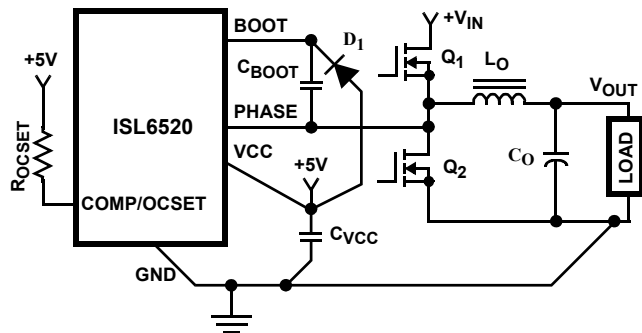 +VIN
BOOT
D1
Q1
LO
+5V
CBOOT
VOUT
ISL6520
PHASE
ROCSET
VCC
+5V
Q2
CO
LOAD
COMP/OCSET
CVCC
GND